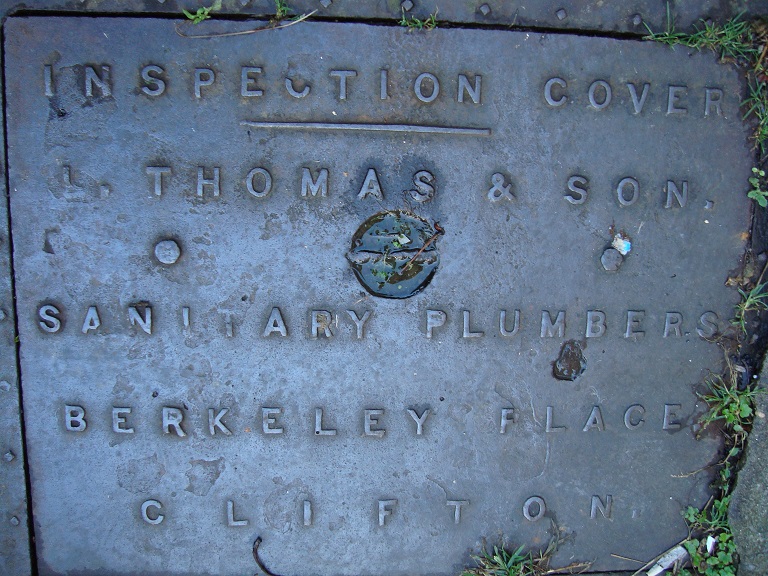 INSPECTION COVER
L. THOMAS & SON.
SANITARY PLUMBERS
BERKELEY PLACE
CLIFTON